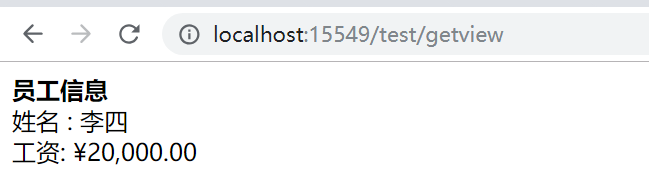 localhost:15549/test/getview
员工信息
姓名 : 李四
工资: ¥20,000.00